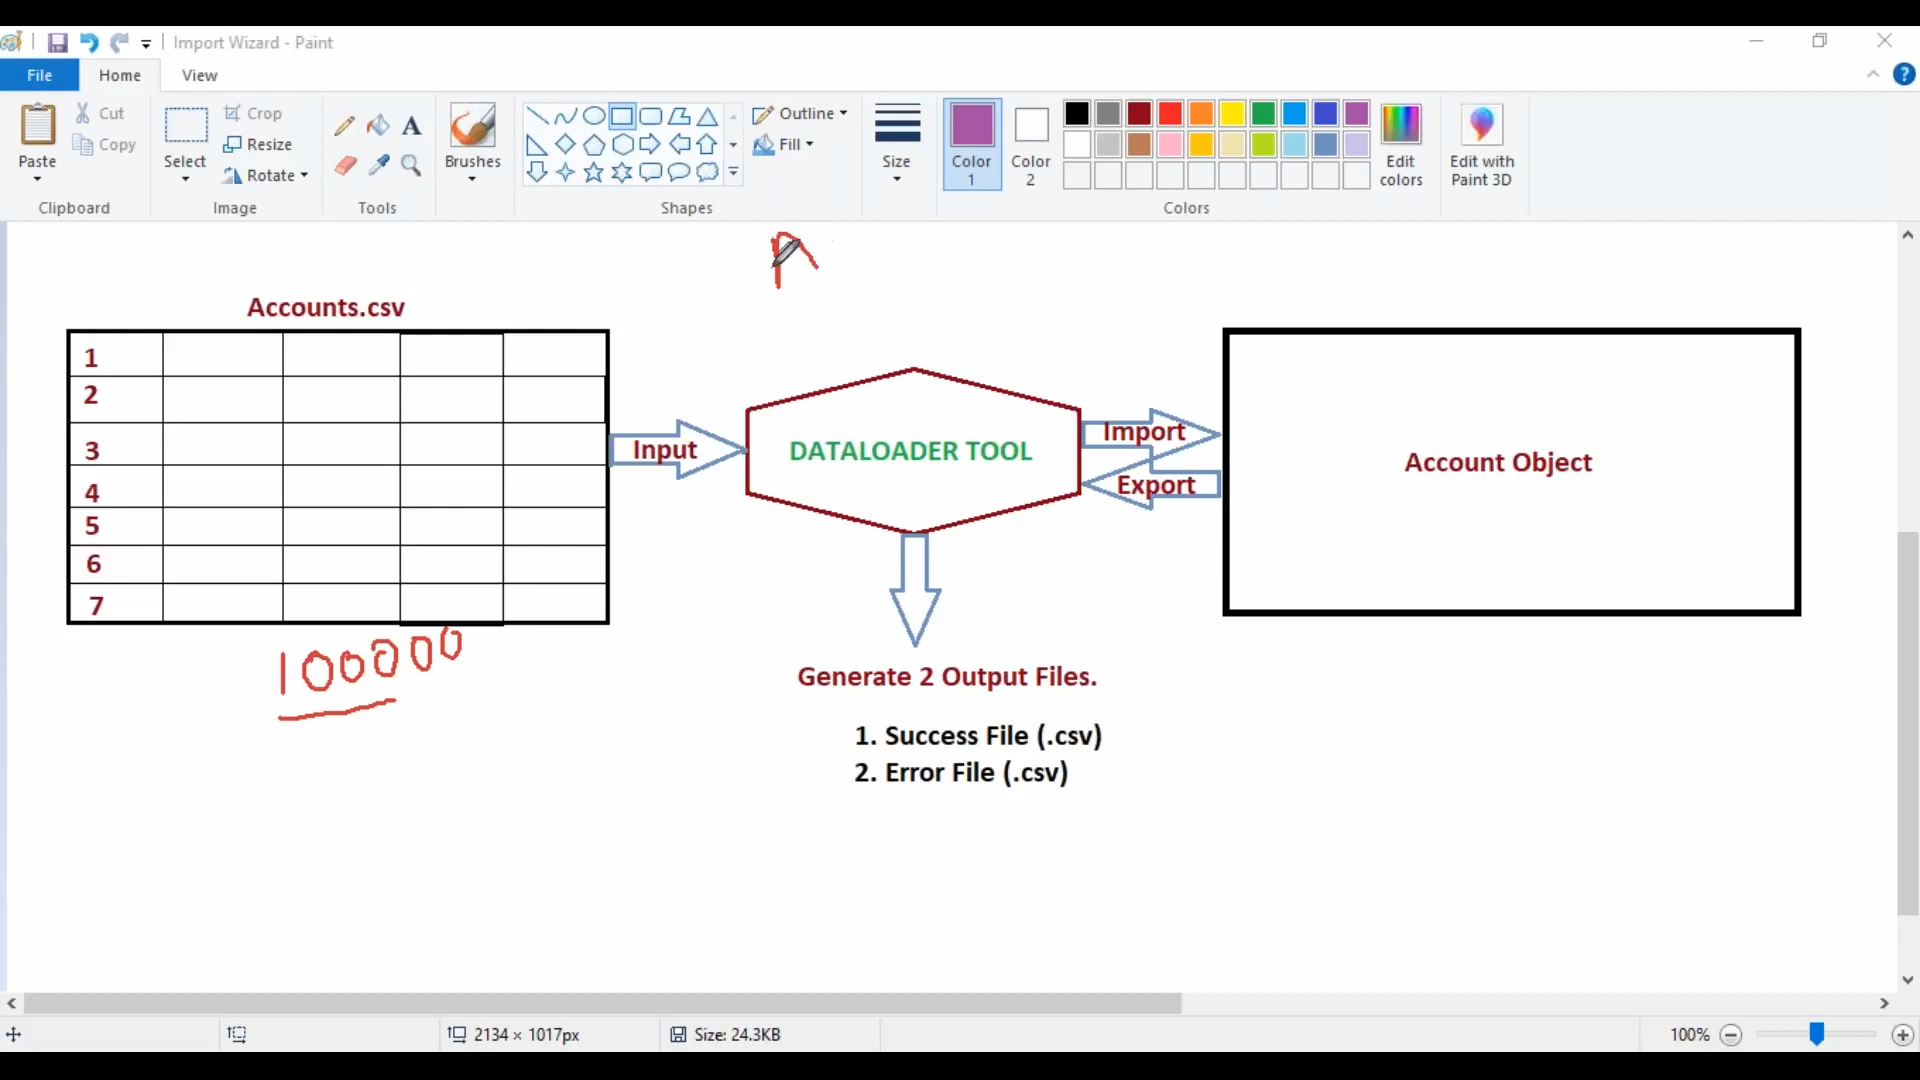 Import Wizard - Paint
File
Home
View
Paste
Cut
Copy
Clipboard
Select
Crop
Resize
Rotate
Image
A
Tools
Brushes
Shapes
Outline
Fill
Size
Color 1
Color 2
Edit colors
Edit with Paint 3D
Colors
?
Accounts.csv
1
2
3
4
5
6
7
100000
Input
DATALOADER TOOL
Import
Export
Account Object
Generate 2 Output Files.
1. Success File (.csv)
2. Error File (.csv)
2134 × 1017px
Size: 24.3KB
100%